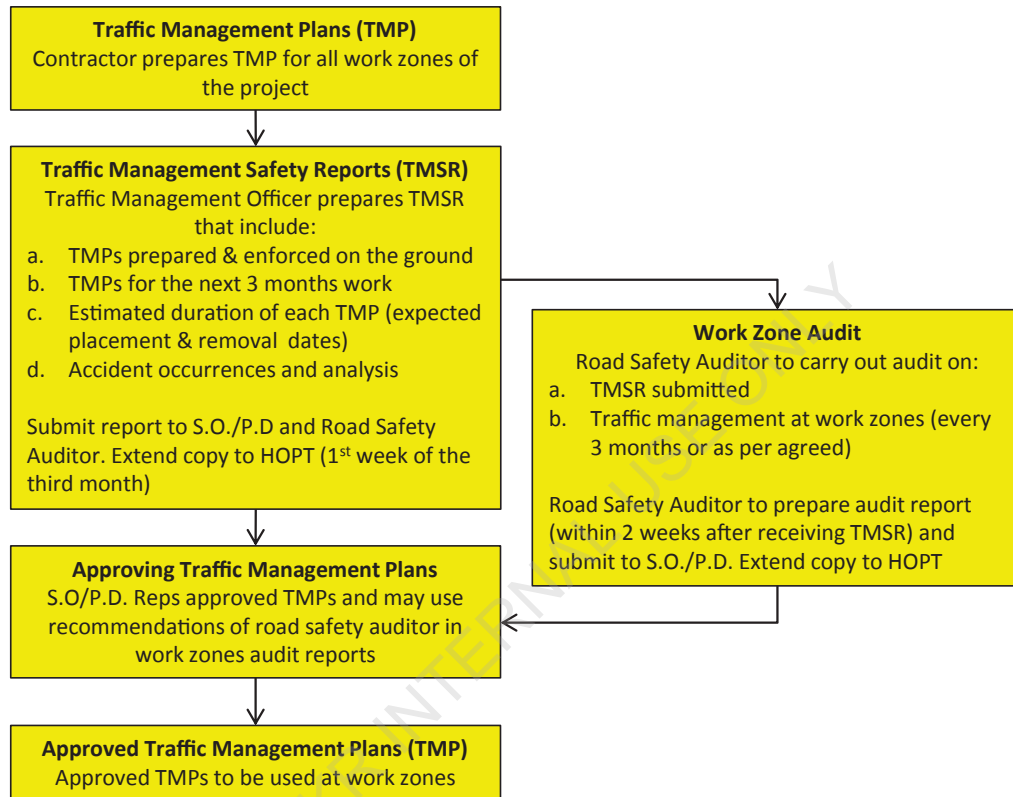 Traffic Management Plans (TMP)
Contractor prepares TMP for all work zones of
the project
Traffic Management Safety Reports (TMSR)
Traffic Management Officer prepares TMSR
that include:
a. TMPs prepared & enforced on the ground
b. TMPs for the next 3 months work
c. Estimated duration of each TMP (expected
placement & removal dates)
d. Accident occurrences and analysis
Submit report to S.O./P.D and Road Safety
Auditor. Extend copy to HOPT (1st week of the
third month)
Work Zone Audit
Road Safety Auditor to carry out audit on:
a. TMSR submitted
b. Traffic management at work zones (every
3 months or as per agreed)
Road Safety Auditor to prepare audit report
(within 2 weeks after receiving TMSR) and
submit to S.O./P.D. Extend copy to HOPT
Approving Traffic Management Plans
S.O/P.D. Reps approved TMPs and may use
recommendations of road safety auditor in
work zones audit reports
Approved Traffic Management Plans (TMP)
Approved TMPs to be used at work zones
INTERNAL USE ONLY